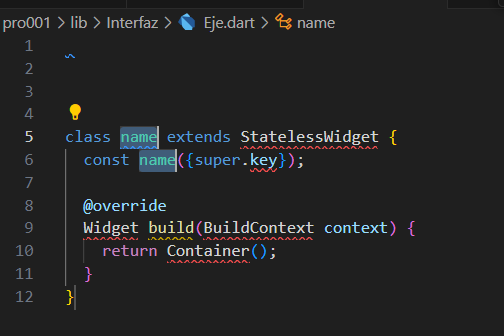 pro001 > lib > Interfaz > Eje.dart > name
1
2
3
4
5 class name extends StatelessWidget {
6 const name({super.key});
7
8 @override
9 Widget build(BuildContext context) {
10 return Container();
11 }
12 }